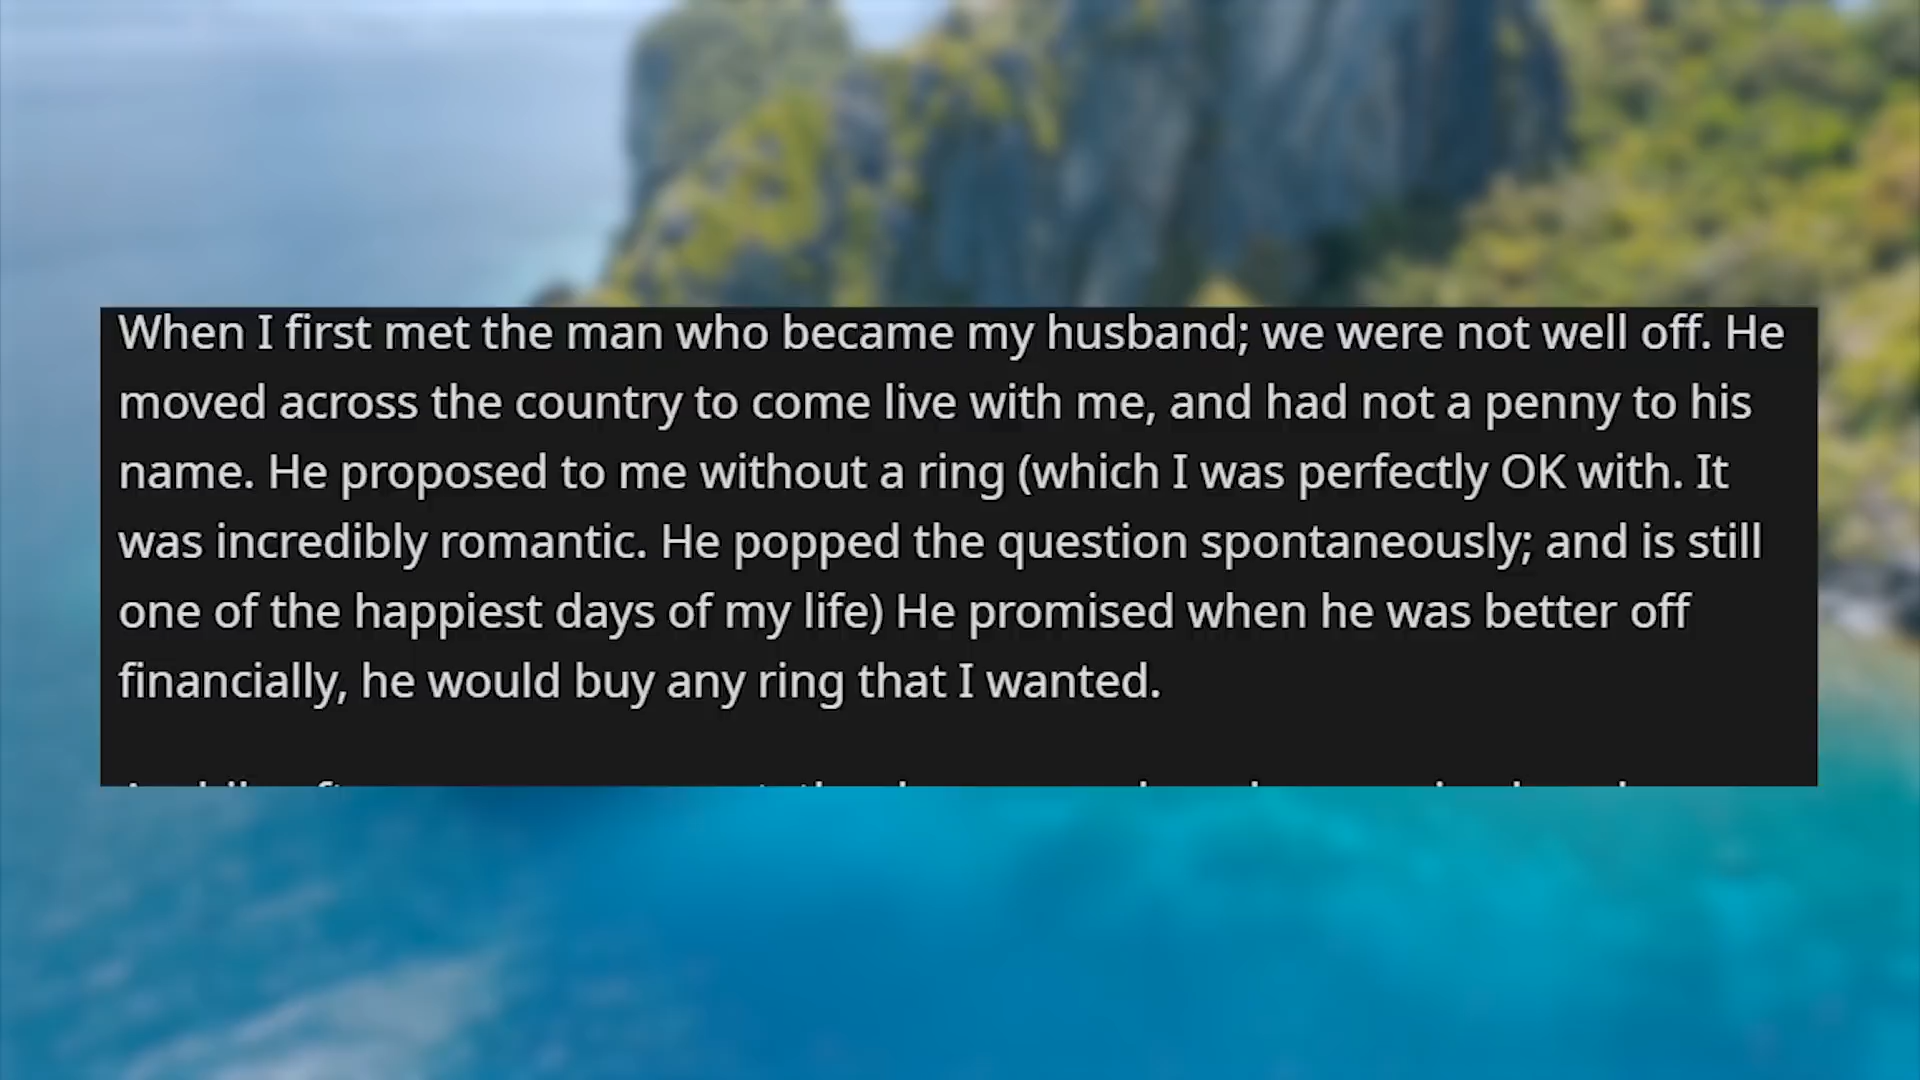 When I first met the man who became my husband; we were not well off. He
moved across the country to come live with me, and had not a penny to his
name. He proposed to me without a ring (which I was perfectly OK with. It
was incredibly romantic. He popped the question spontaneously; and is still
one of the happiest days of my life) He promised when he was better off
financially, he would buy any ring that I wanted.